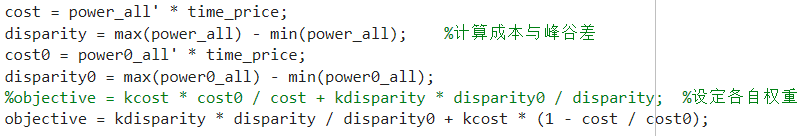 cost = power_all' * time_price;
disparity = max(power_all) - min(power_all);    %计算成本与峰谷差
cost0 = power0_all' * time_price;
disparity0 = max(power0_all) - min(power0_all);
%objective = kcost * cost0 / cost + kdisparity * disparity0 / disparity;  %设定各自权重
objective = kdisparity * disparity / disparity0 + kcost * (1 - cost / cost0);